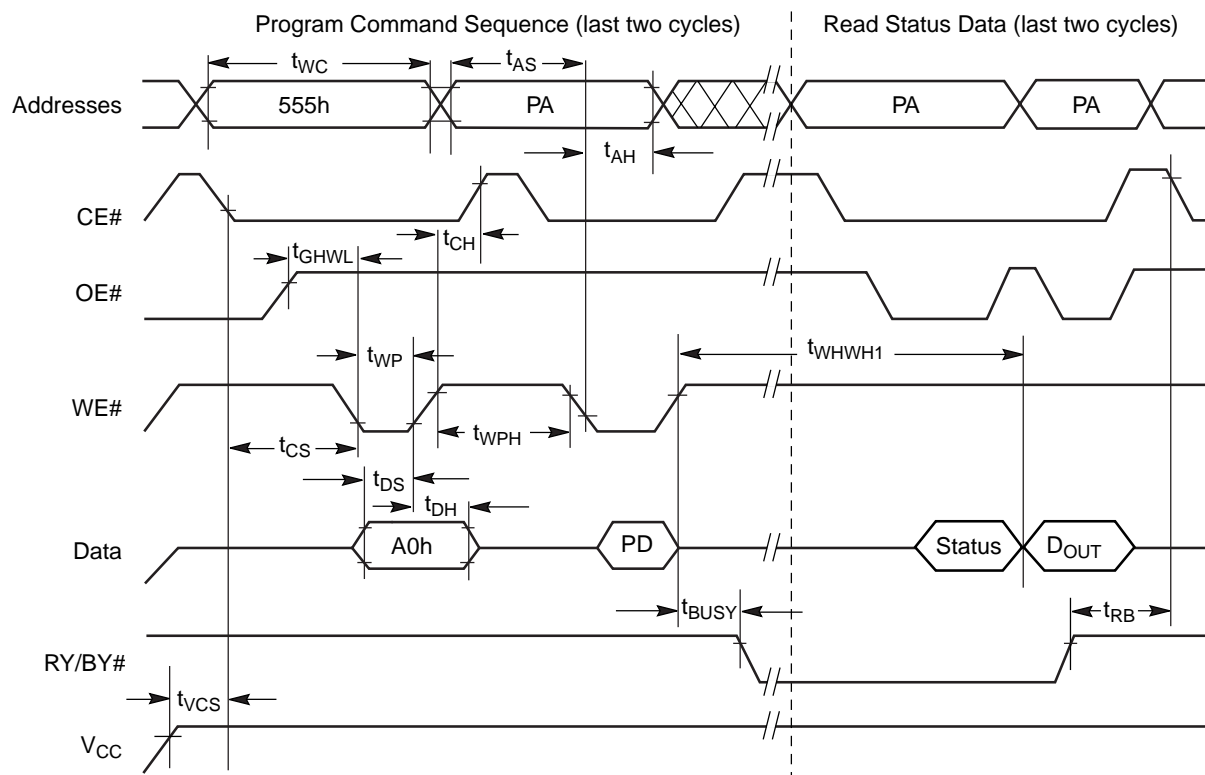 Program Command Sequence (last two cycles)
Read Status Data (last two cycles)
tWC
tAS
Addresses
555h
PA
PA
PA
tAH
CE#
tCH
tGHWL
OE#
tWP
tWHWH1
WE#
tCS
tWPH
tDS
tDH
Data
A0h
PD
Status
DOUT
tBUSY
tRB
RY/BY#
tVCS
VCC